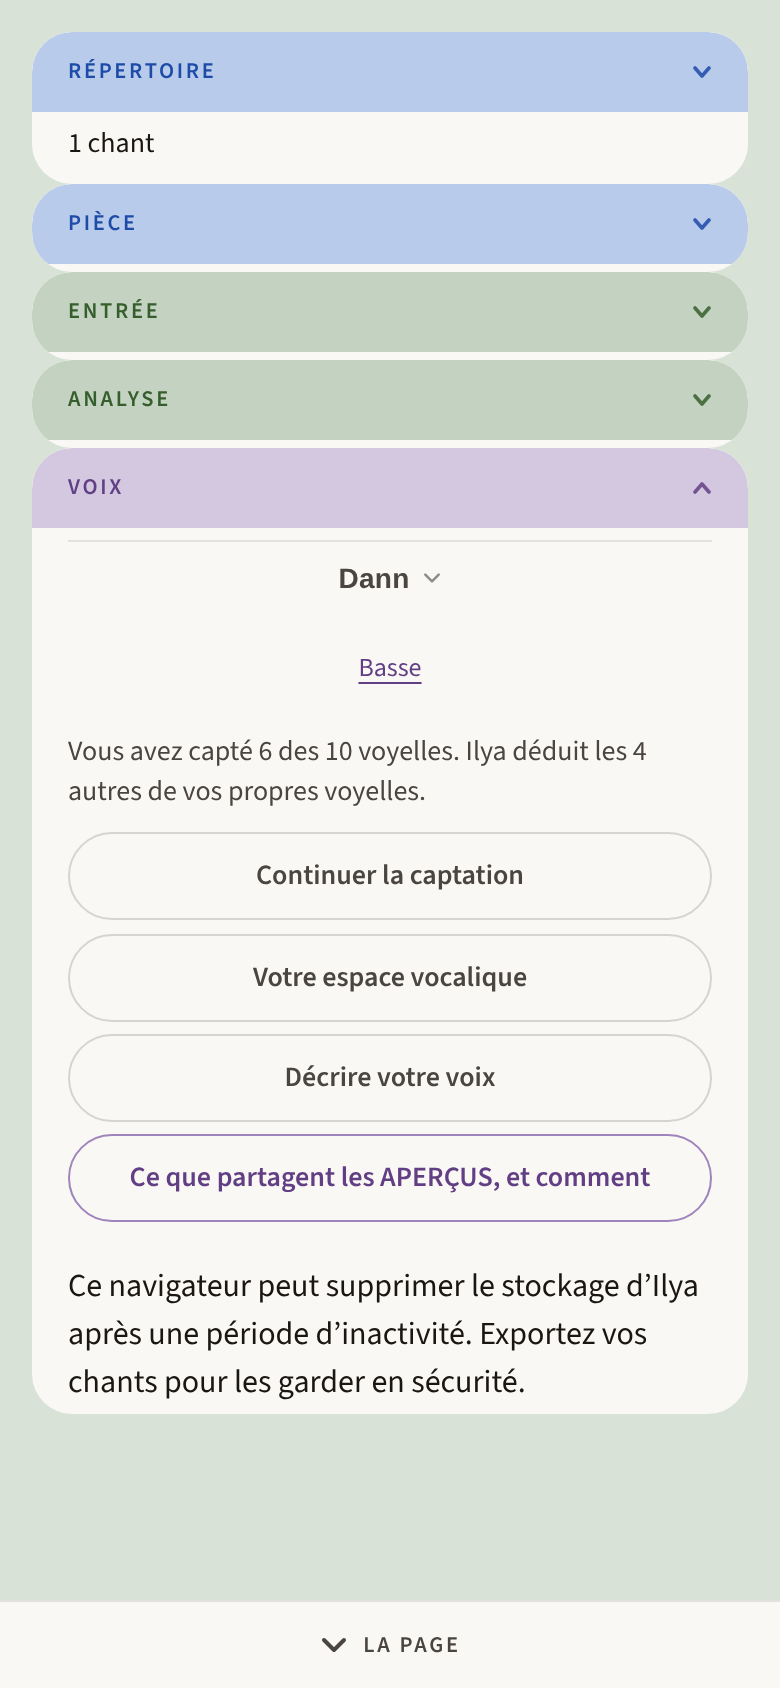 RÉPERTOIRE
1 chant
PIÈCE
ENTRÉE
ANALYSE
VOIX
Dann
Basse
Vous avez capté 6 des 10 voyelles. Ilya déduit les 4
autres de vos propres voyelles.
Continuer la captation
Votre espace vocalique
Décrire votre voix
Ce que partagent les APERÇUS, et comment
Ce navigateur peut supprimer le stockage d’Ilya
après une période d’inactivité. Exportez vos
chants pour les garder en sécurité.
LA PAGE